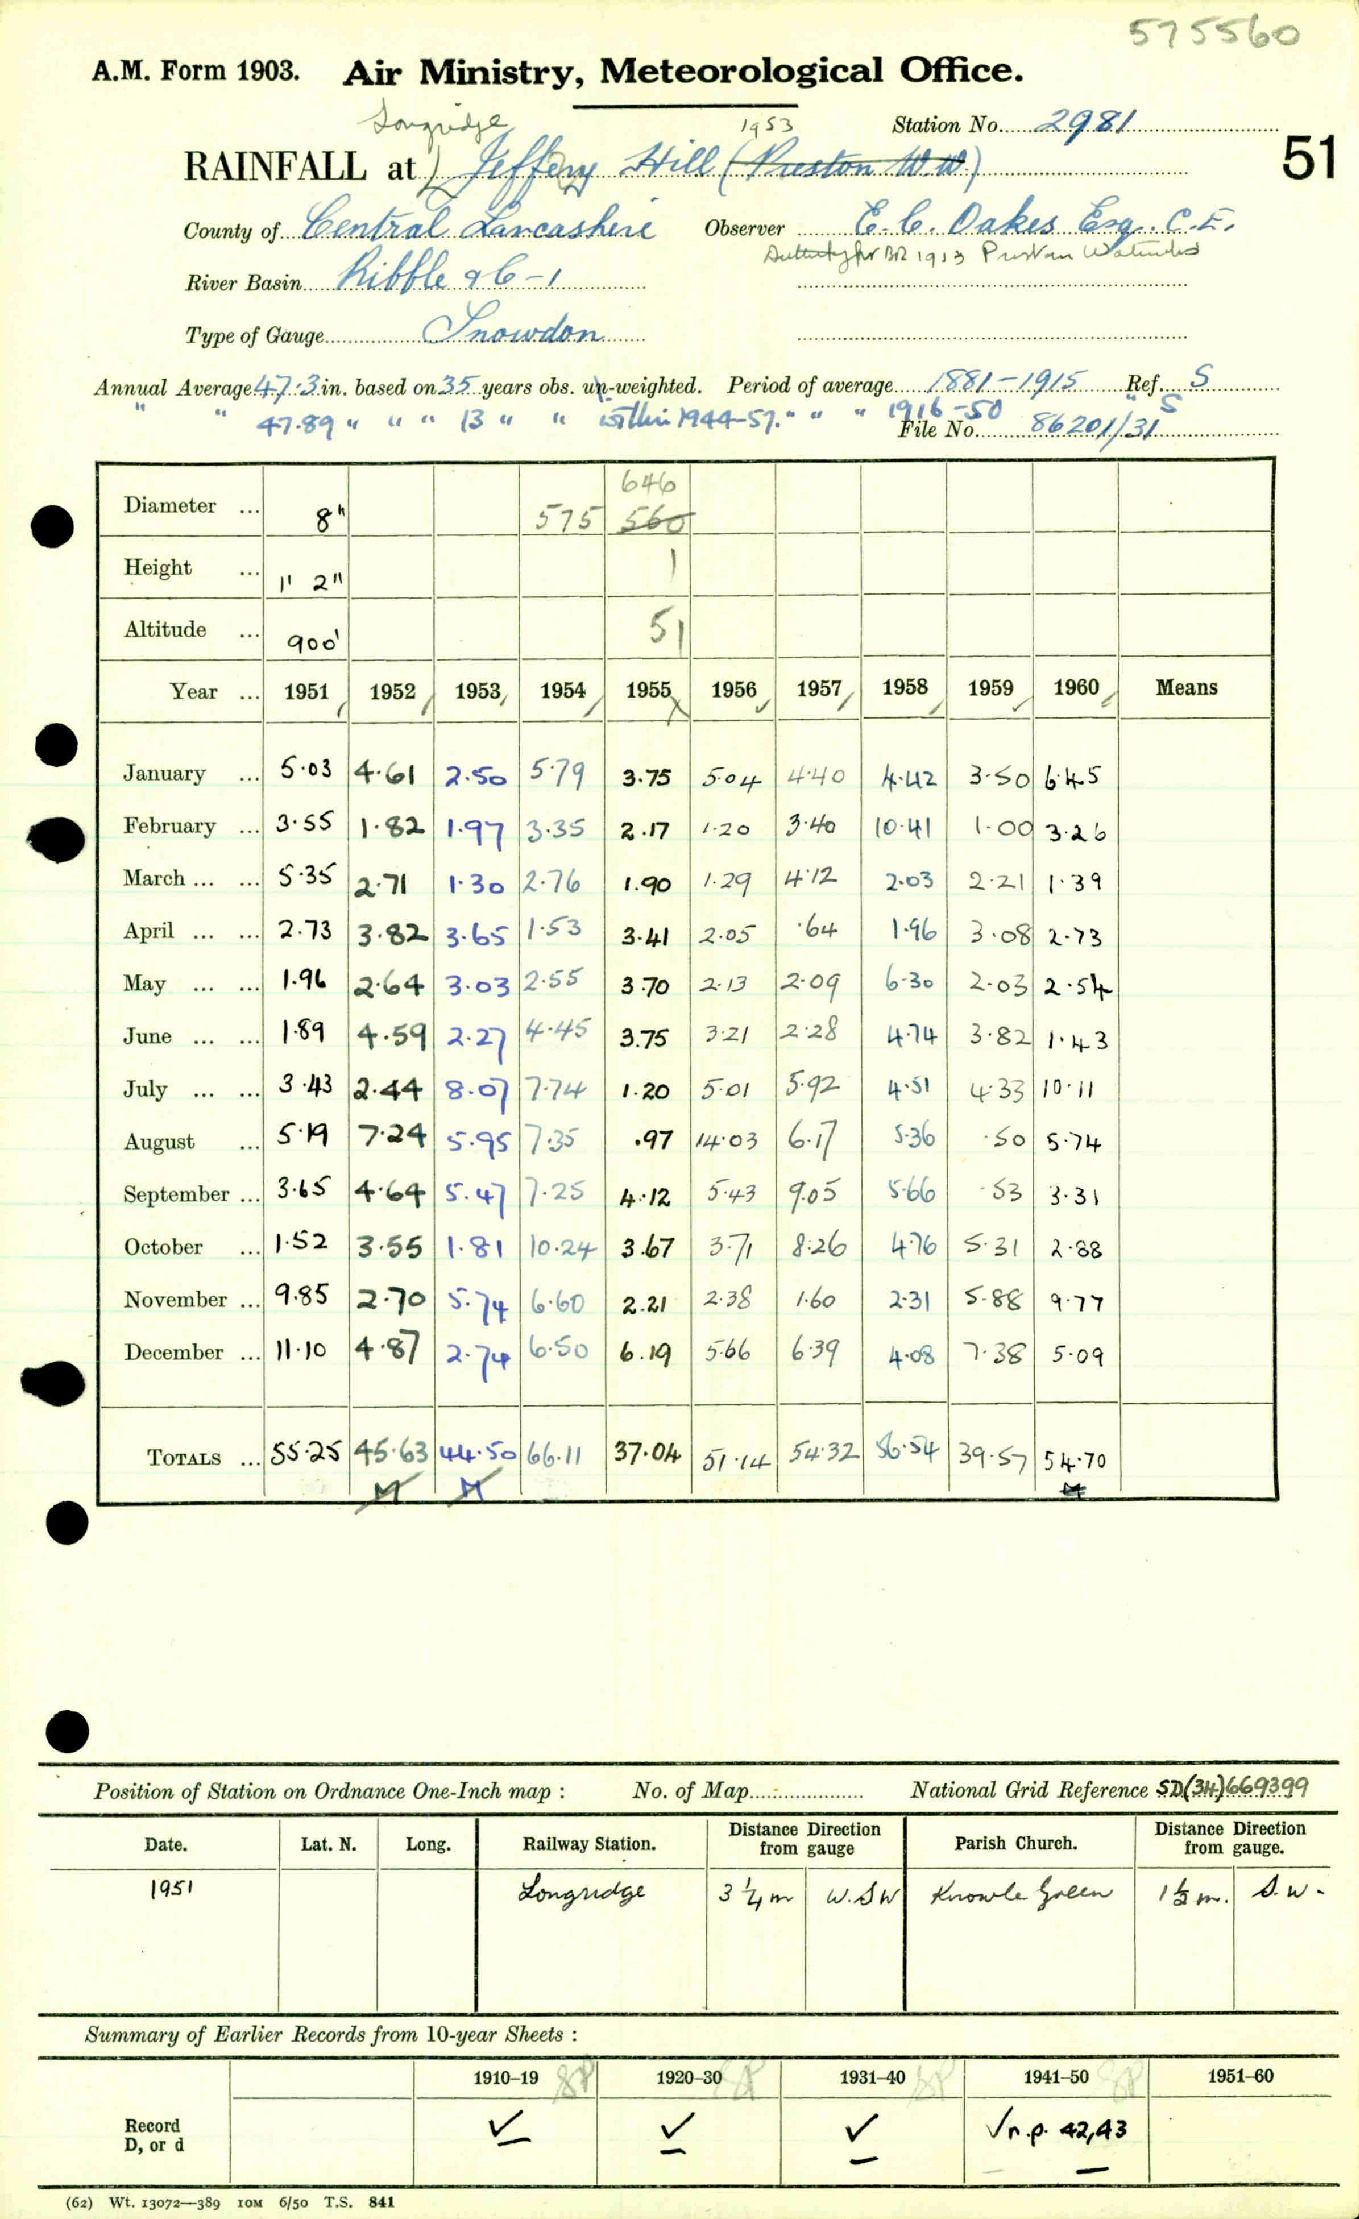 575560
A.M. Form 1903. Air Ministry, Meteorological Office.
Longridge 1953 Station No. 2981
RAINFALL at Jeffery Hill (Preston W.W) 51
County of Central Lancashire Observer E. C. Oakes Esq. C.E.
1913 Preston
River Basin Ribble & C-1
Type of Gauge Snowdon
Annual Average 47.3 in. based on 35 years obs. un-weighted. Period of average 1881-1915 Ref. S
" " 47.89 " " " 13 " " within 1944-57. " " " 1916-50 " S
File No. 86201/31
646
Diameter ... 8" 575 560
Height ... 1' 2" 1
Altitude ... 900' 51
Year ... 1951 1952 1953 1954 1955 1956 1957 1958 1959 1960 Means
January ... 5.03 4.61 2.50 5.79 3.75 5.04 4.40 4.42 3.50 6.45
February ... 3.55 1.82 1.97 3.35 2.17 1.20 3.40 10.41 1.00 3.26
March ... ... 5.35 2.71 1.30 2.76 1.90 1.29 4.12 2.03 2.21 1.39
April ... ... 2.73 3.82 3.65 1.53 3.41 2.05 .64 1.96 3.08 2.73
May ... ... 1.96 2.64 3.03 2.55 3.70 2.13 2.09 6.30 2.03 2.54
June ... ... 1.89 4.59 2.27 4.45 3.75 3.21 2.28 4.74 3.82 1.43
July ... ... 3.43 2.44 8.07 7.74 1.20 5.01 5.92 4.51 4.33 10.11
August ... 5.19 7.24 5.95 7.35 .97 14.03 6.17 5.36 .50 5.74
September ... 3.65 4.64 5.47 7.25 4.12 5.43 9.05 5.66 .53 3.31
October ... 1.52 3.55 1.81 10.24 3.67 3.71 8.26 4.76 5.31 2.88
November ... 9.85 2.70 5.74 6.60 2.21 2.38 1.60 2.31 5.88 9.77
December ... 11.10 4.87 2.74 6.50 6.19 5.66 6.39 4.08 7.38 5.09
TOTALS ... 55.25 45.63 44.50 66.11 37.04 51.14 54.32 56.54 39.57 54.70
M M M
Position of Station on Ordnance One-Inch map : No. of Map National Grid Reference SD(34)669399
Date. Lat. N. Long. Railway Station. Distance from Direction gauge Parish Church. Distance from Direction gauge.
1951 Longridge 3 1/4 m W.SW Knowle Green 1 1/2 m. S.W.
Summary of Earlier Records from 10-year Sheets :
1910-19 SP 1920-30 SP 1931-40 SP 1941-50 SP 1951-60
Record D, or d ✓ ✓ ✓ ✓ n.p. 42,43
(62) Wt. 13072—389 10M 6/50 T.S. 841